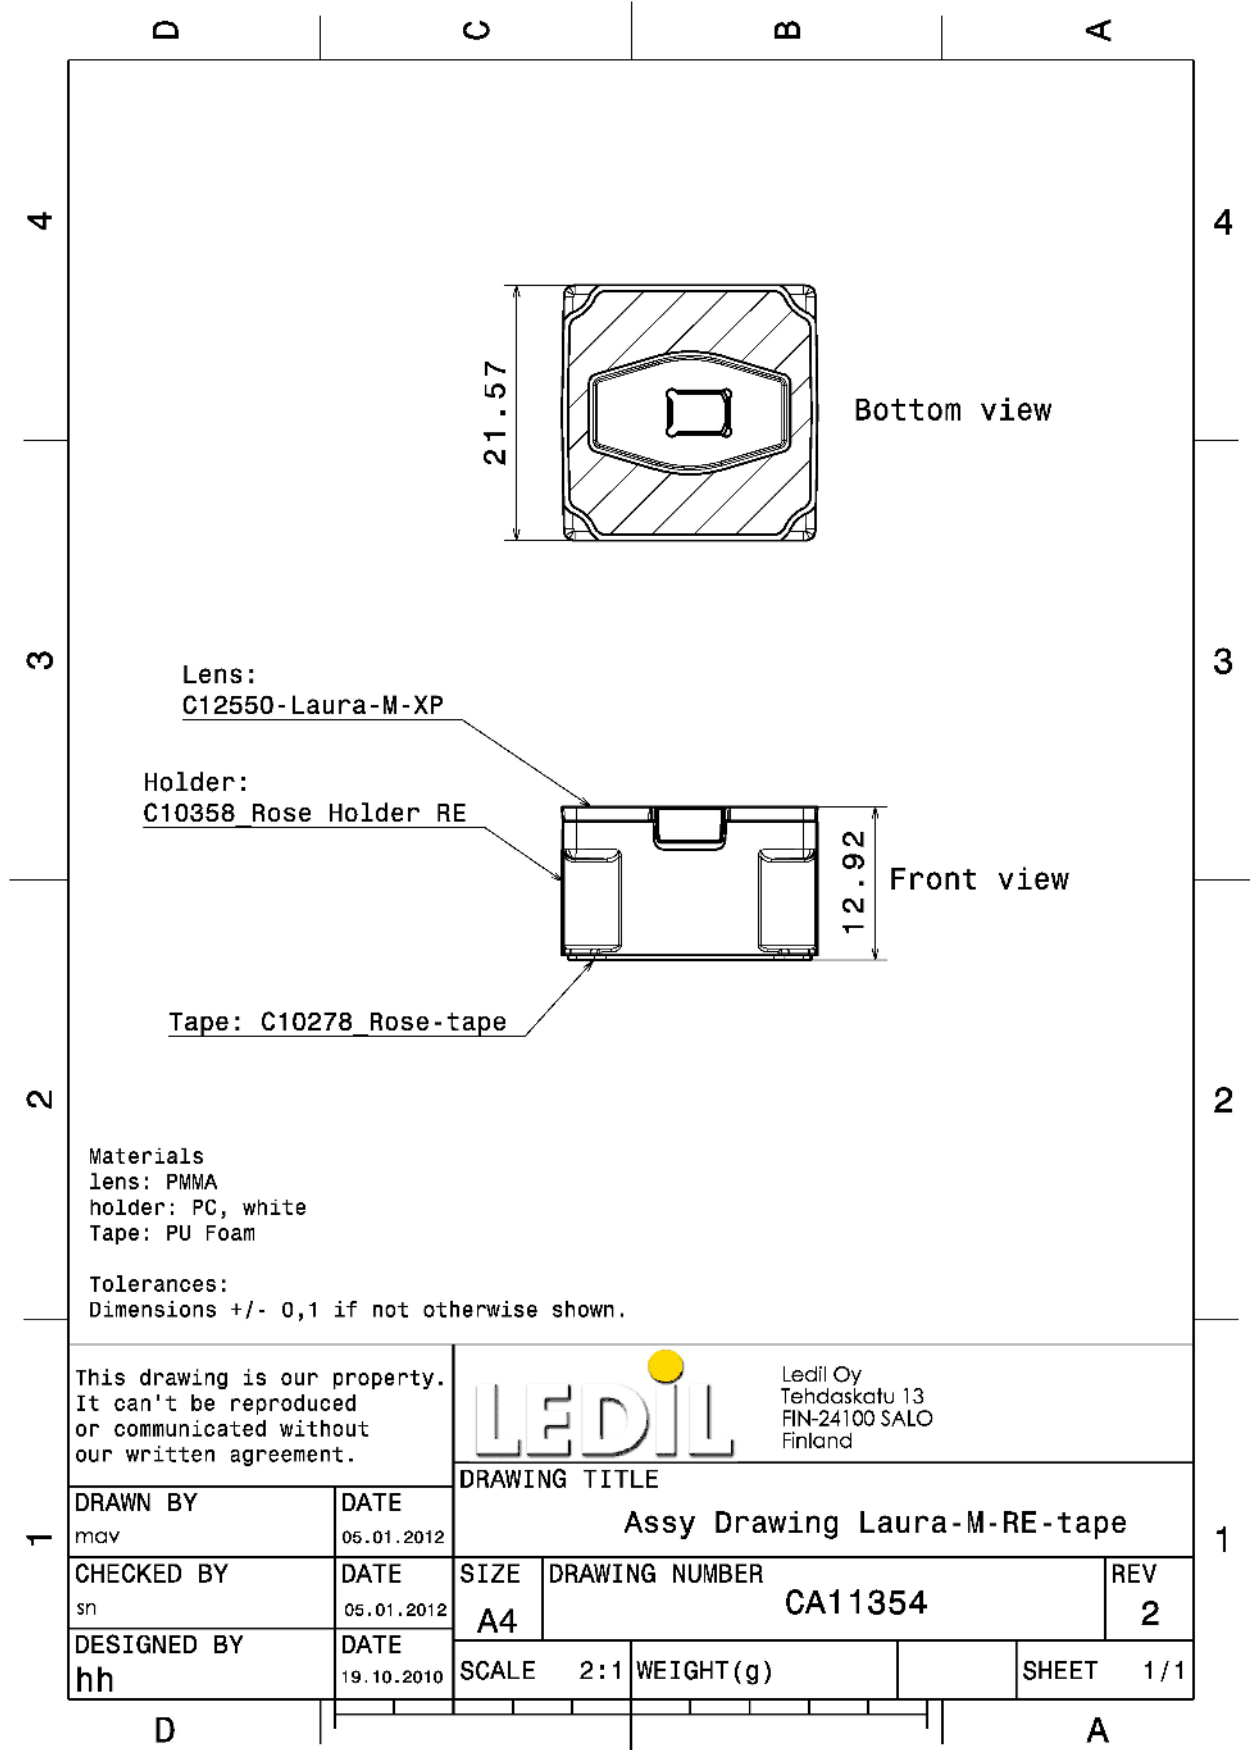 D C B A
4 4
21.57
Bottom view
3 3
Lens:
C12550-Laura-M-XP
Holder:
C10358_Rose Holder RE
12.92
Front view
Tape: C10278_Rose-tape
2 2
Materials
lens: PMMA
holder: PC, white
Tape: PU Foam
Tolerances:
Dimensions +/- 0,1 if not otherwise shown.
This drawing is our property.
It can't be reproduced
or communicated without
our written agreement.
LEDiL
Ledil Oy
Tehdaskatu 13
FIN-24100 SALO
Finland
DRAWING TITLE
Assy Drawing Laura-M-RE-tape
DRAWN BY DATE
mav 05.01.2012
1 1
CHECKED BY DATE
sn 05.01.2012
SIZE DRAWING NUMBER REV
A4 CA11354 2
DESIGNED BY DATE
hh 19.10.2010
SCALE 2:1 WEIGHT(g) SHEET 1/1
D A